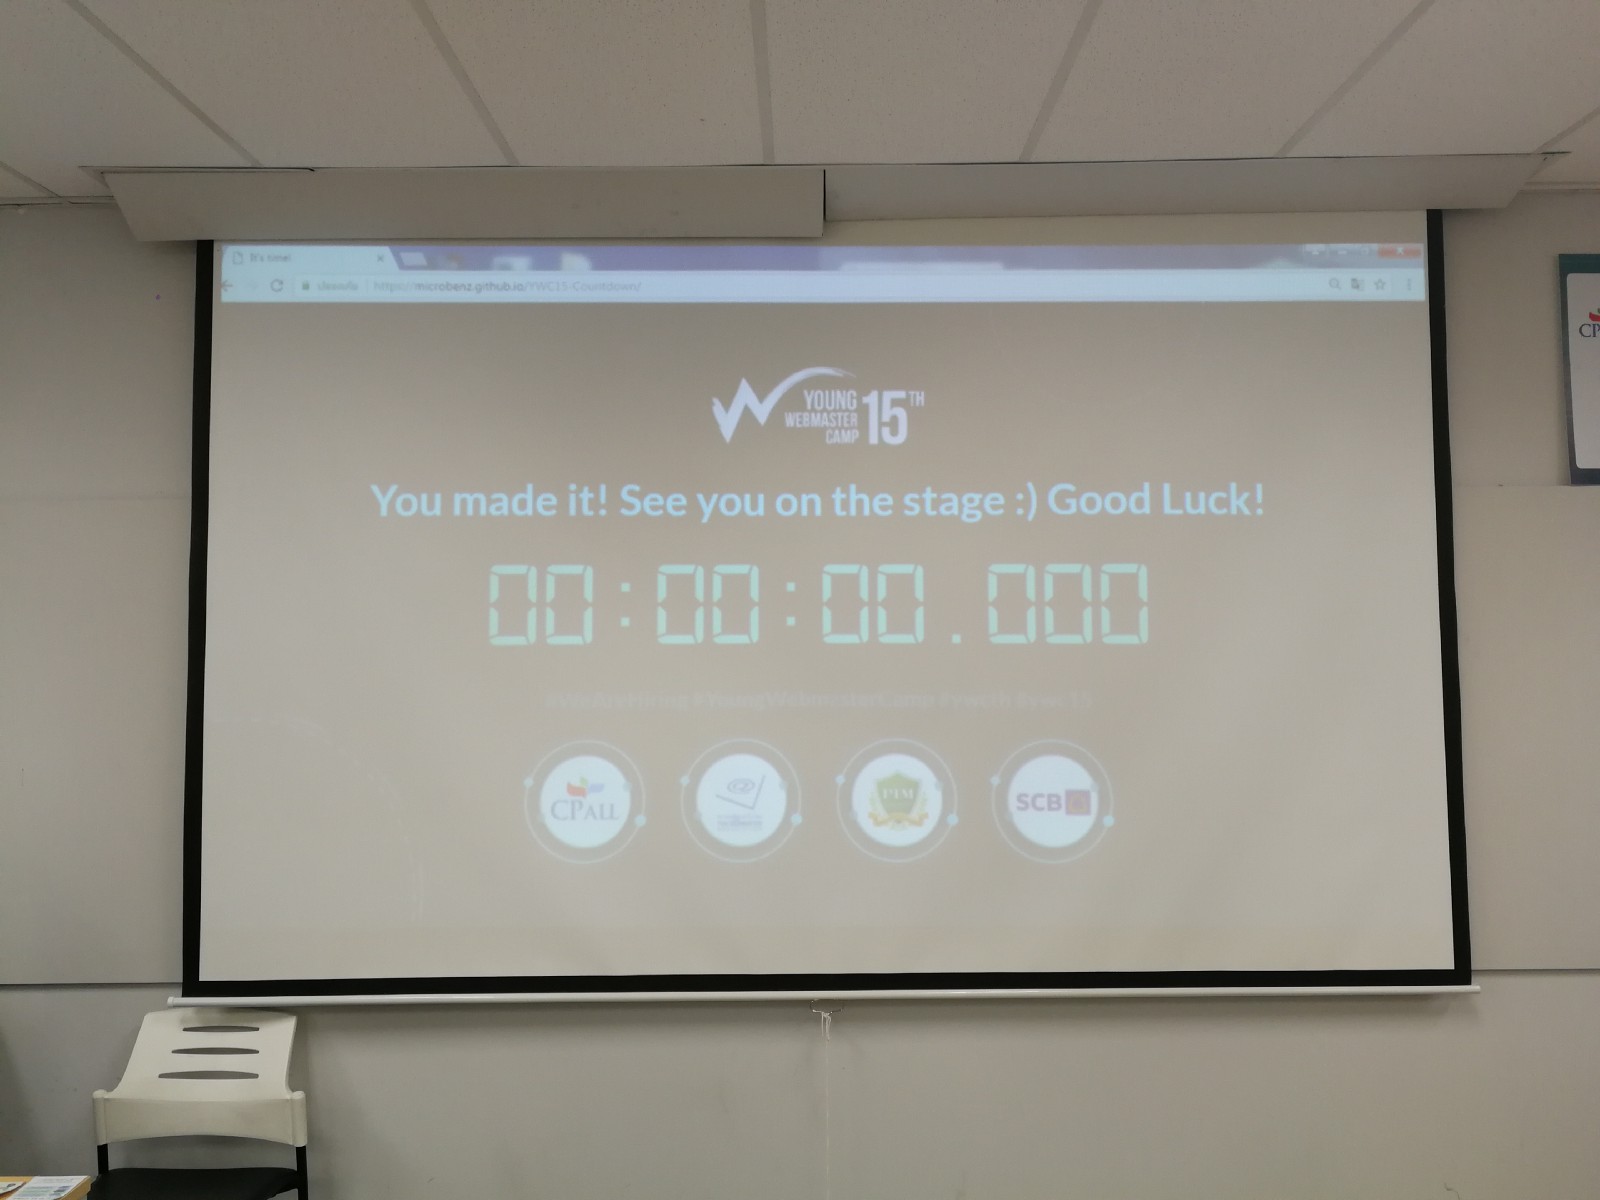 It's time!
https://microbenz.github.io/YWC15-Countdown/
YOUNG
WEBMASTER
CAMP
15TH
You made it! See you on the stage :) Good Luck!
00:00:00.000
CPALL
PIM
SCB
CP